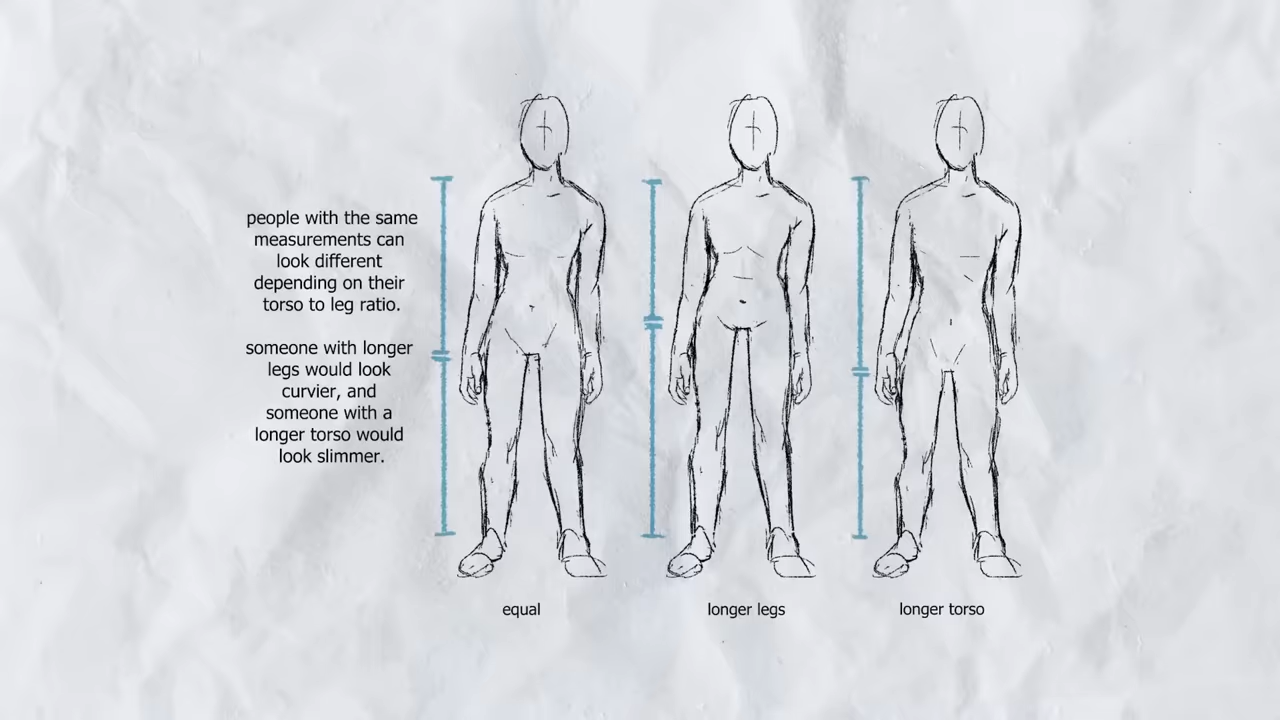 people with the same
measurements can
look different
depending on their
torso to leg ratio.
someone with longer
legs would look
curvier, and
someone with a
longer torso would
look slimmer.
equal
longer legs
longer torso